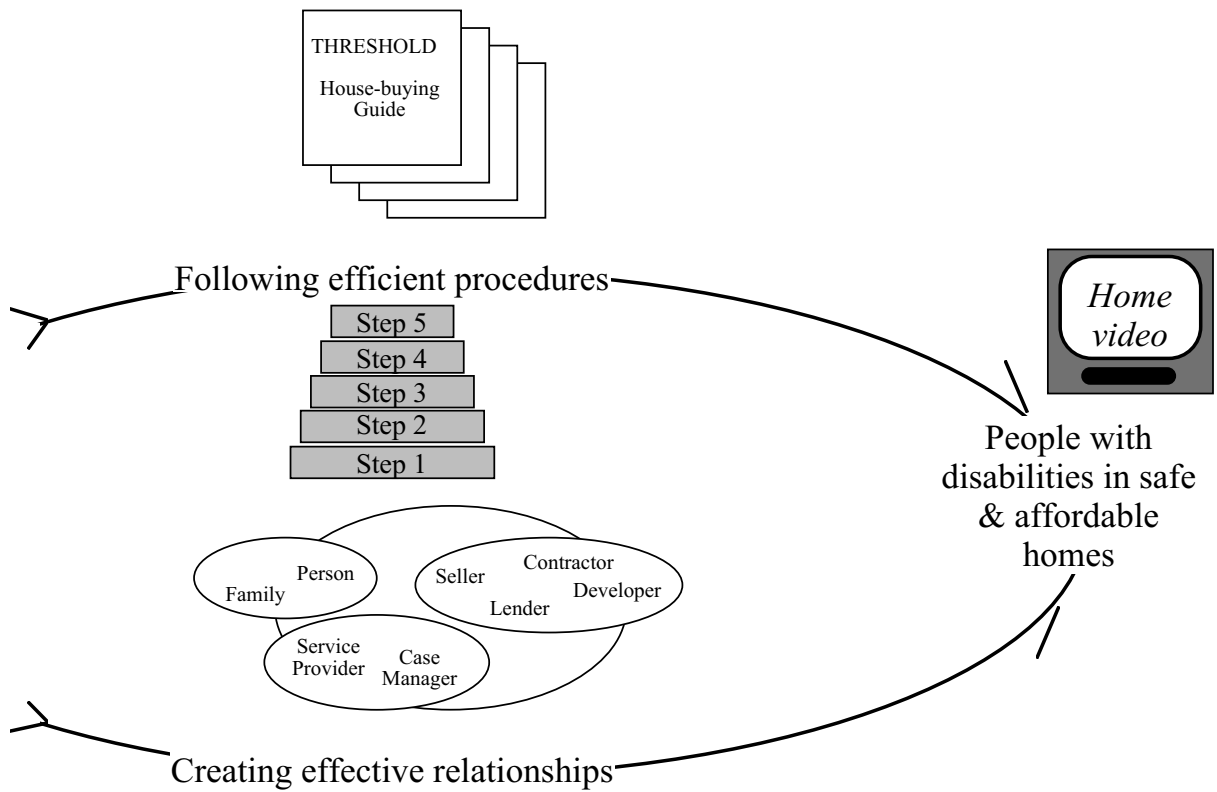 THRESHOLD
House-buying
Guide
Following efficient procedures
Step 5
Step 4
Step 3
Step 2
Step 1
Home
video
People with
disabilities in safe
& affordable
homes
Person
Family
Contractor
Seller
Developer
Lender
Service
Provider
Case
Manager
Creating effective relationships